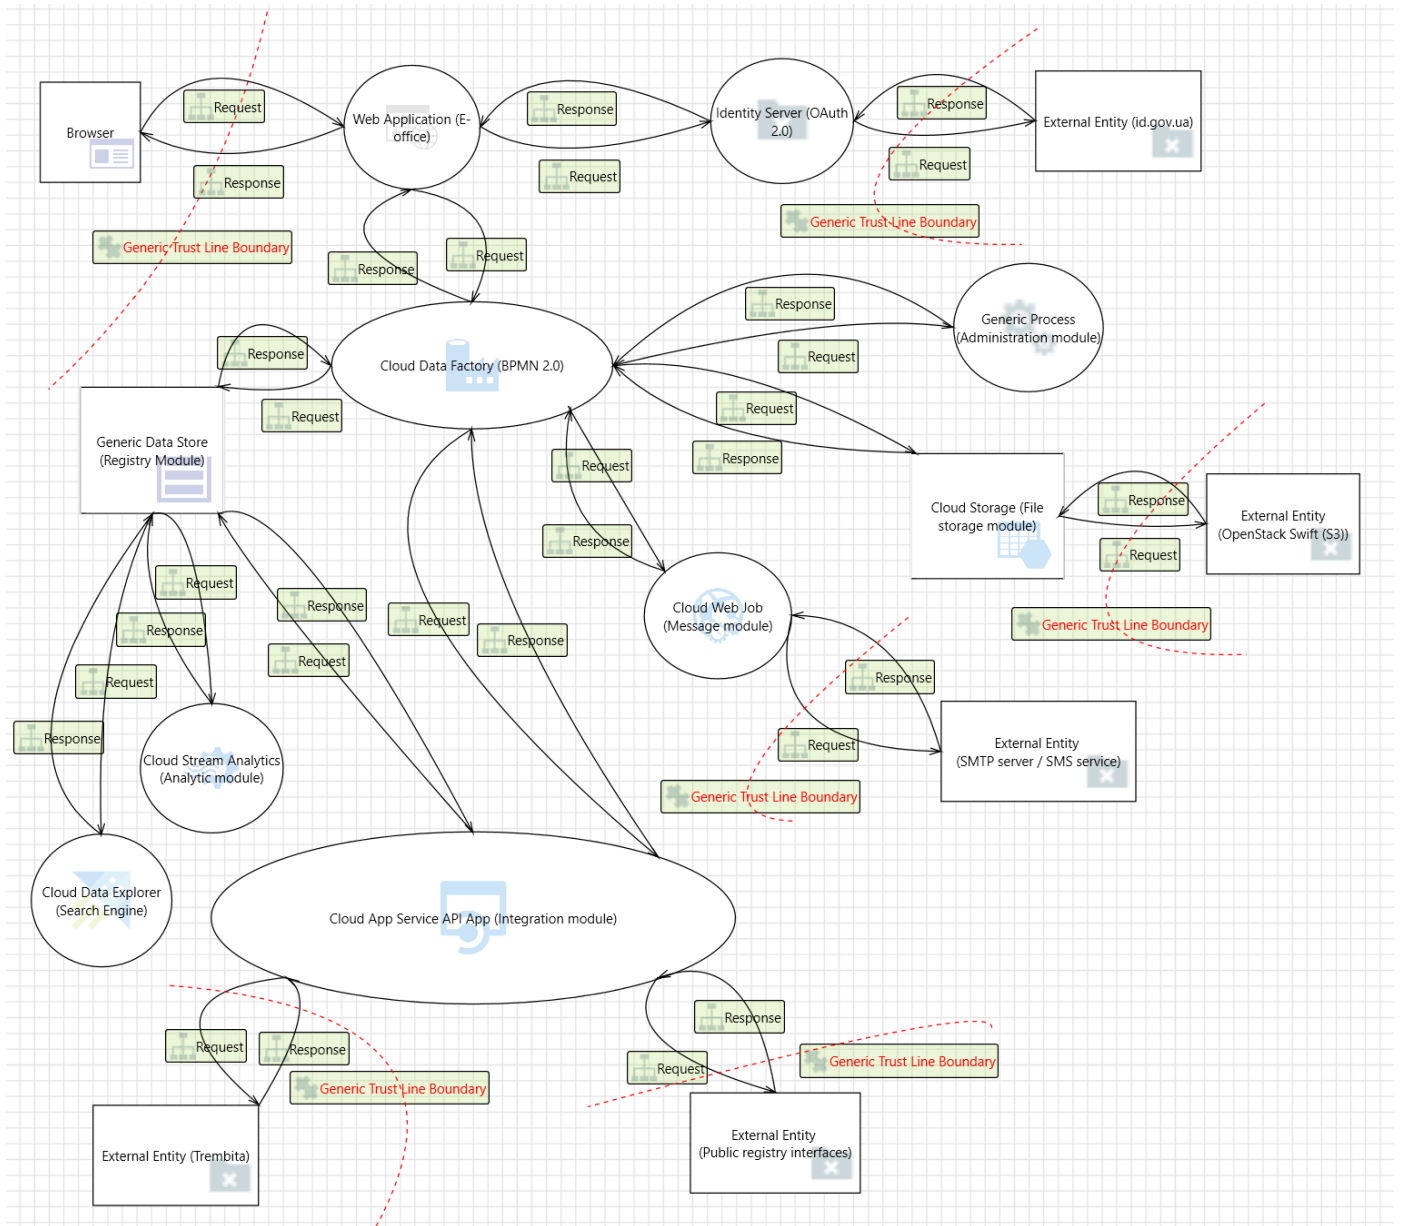 Request
Response
Browser
Web Application (E-
office)
Response
Request
Identity Server (OAuth
2.0)
Response
Request
External Entity (id.gov.ua)
Generic Trust Line Boundary
Generic Trust Line Boundary
Response
Request
Response
Request
Generic Process
(Administration module)
Response
Request
Cloud Data Factory (BPMN 2.0)
Request
Response
Generic Data Store
(Registry Module)
Request
Response
Cloud Storage (File
storage module)
Response
Request
External Entity
(OpenStack Swift (S3))
Generic Trust Line Boundary
Request
Response
Request
Response
Response
Request
Request
Response
Cloud Web Job
(Message module)
Response
Request
External Entity
(SMTP server / SMS service)
Generic Trust Line Boundary
Cloud Stream Analytics
(Analytic module)
Cloud Data Explorer
(Search Engine)
Cloud App Service API App (Integration module)
Request
Response
Generic Trust Line Boundary
Response
Request
Generic Trust Line Boundary
External Entity (Trembita)
External Entity
(Public registry interfaces)